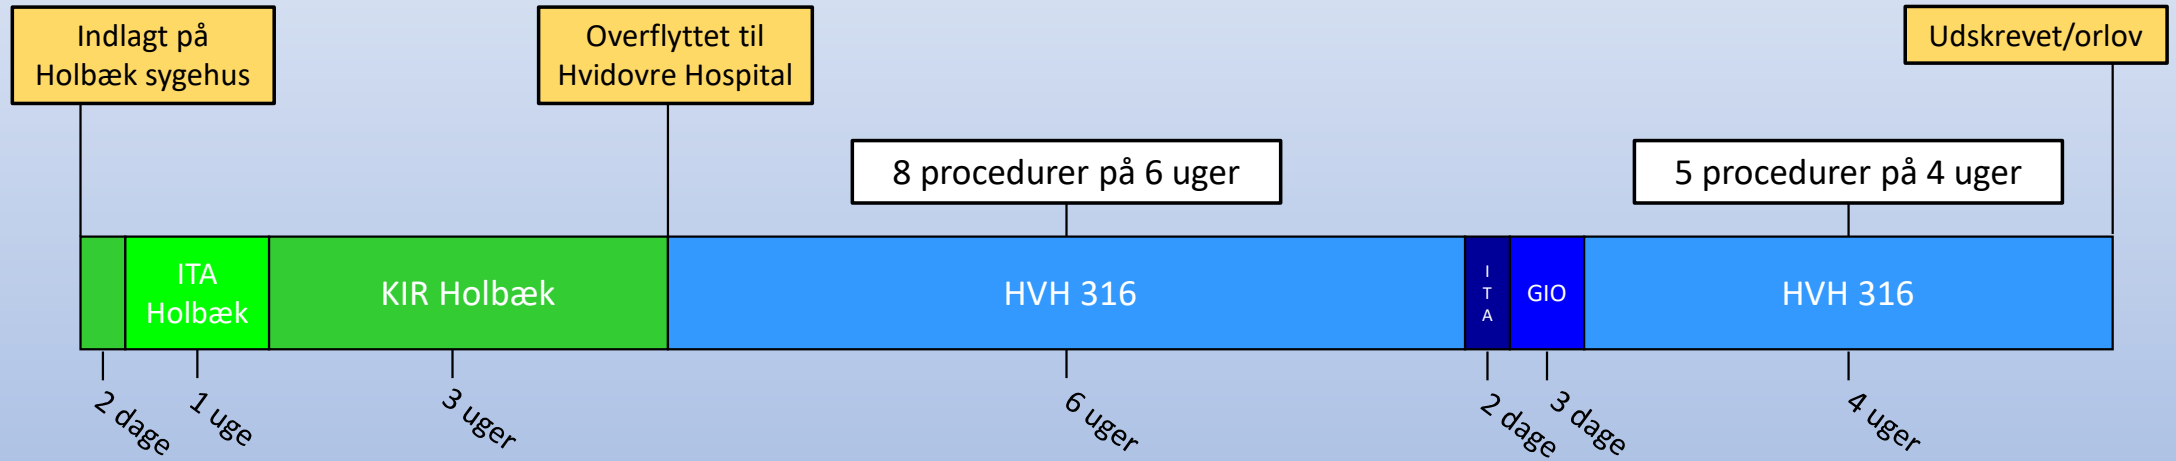 Indlagt på
Holbæk sygehus
Overflyttet til
Hvidovre Hospital
Udskrevet/orlov
8 procedurer på 6 uger
5 procedurer på 4 uger
ITA
Holbæk
KIR Holbæk
HVH 316
I
T
A
GIO
HVH 316
2 dage
1 uge
3 uger
6 uger
2 dage
3 dage
4 uger